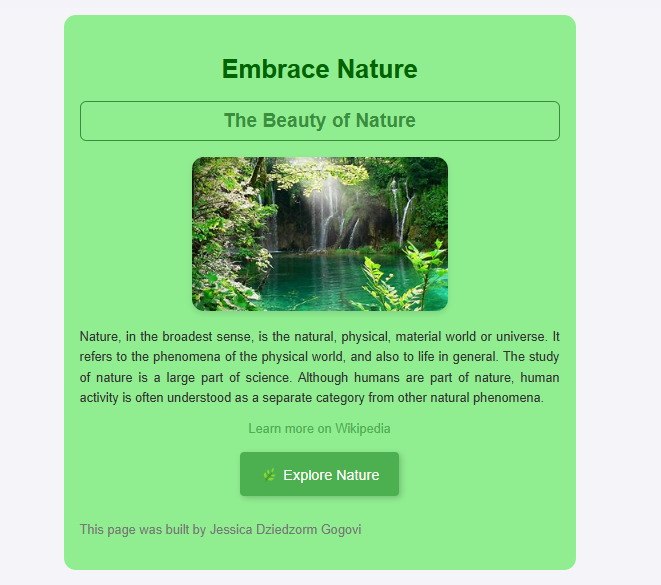 Embrace Nature
The Beauty of Nature
Nature, in the broadest sense, is the natural, physical, material world or universe. It
refers to the phenomena of the physical world, and also to life in general. The study
of nature is a large part of science. Although humans are part of nature, human
activity is often understood as a separate category from other natural phenomena.
Learn more on Wikipedia
🌿 Explore Nature
This page was built by Jessica Dziedzorm Gogovi